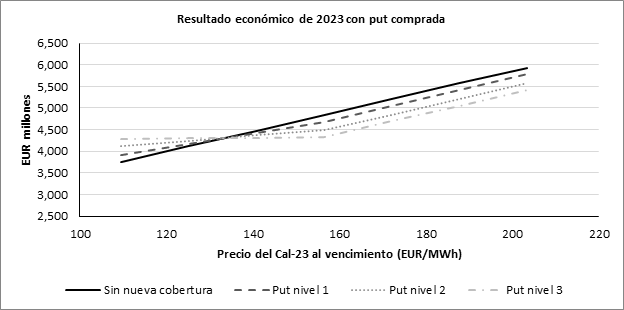 Resultado económico de 2023 con put comprada
EUR millones
6,500
6,000
5,500
5,000
4,500
4,000
3,500
3,000
2,500
100 120 140 160 180 200 220
Precio del Cal-23 al vencimiento (EUR/MWh)
Sin nueva cobertura Put nivel 1 Put nivel 2 Put nivel 3